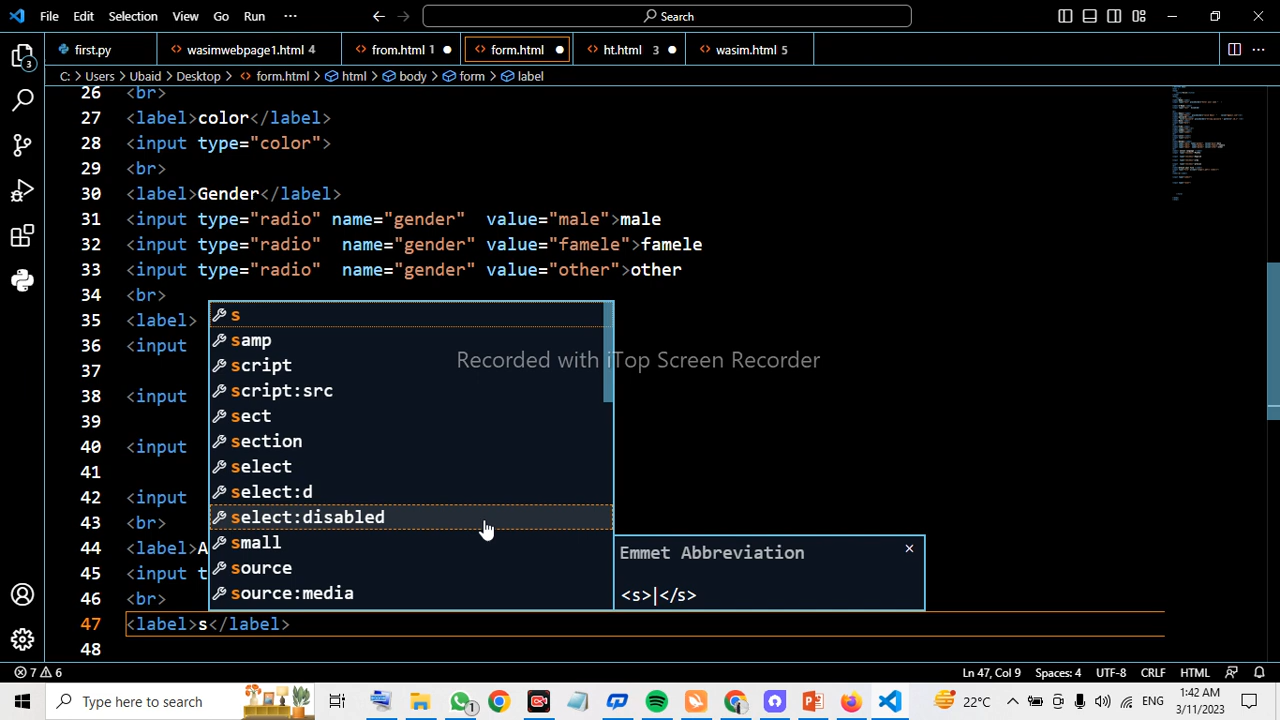 File Edit Selection View Go Run ··· Search
first.py wasimwebpage1.html 4 from.html 1 form.html ht.html 3 wasim.html 5
C: > Users > Ubaid > Desktop > form.html > html > body > form > label
26 <br>
27 <label>color</label>
28 <input type="color">
29 <br>
30 <label>Gender</label>
31 <input type="radio" name="gender"  value="male">male
32 <input type="radio"  name="gender" value="famele">famele
33 <input type="radio"  name="gender" value="other">other
34 <br>
35 <label>
36 <input
37
38 <input
39
40 <input
41
42 <input
43 <br>
44 <label>A
45 <input t
46 <br>
47 <label>s</label>
48
s
samp
script
script:src
sect
section
select
select:d
select:disabled
small
source
source:media
Recorded with iTop Screen Recorder
Emmet Abbreviation
<s>|</s>
3
7 6 Ln 47, Col 9 Spaces: 4 UTF-8 CRLF HTML
Type here to search 1 22°C ENG 1:42 AM
3/11/2023